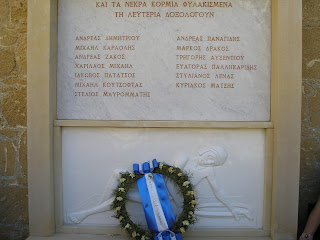 ΚΑΙ ΤΑ ΝΕΚΡΑ ΚΟΡΜΙΑ ΦΥΛΑΚΙΣΜΕΝΑ
ΤΗ ΛΕΥΤΕΡΙΑ ΔΟΞΟΛΟΓΟΥΝ
ΑΝΔΡΕΑΣ ΔΗΜΗΤΡΙΟΥ
ΜΙΧΑΗΛ ΚΑΡΑΟΛΗΣ
ΑΝΔΡΕΑΣ ΖΑΚΟΣ
ΧΑΡΙΛΑΟΣ ΜΙΧΑΗΛ
ΙΑΚΩΒΟΣ ΠΑΤΑΤΣΟΣ
ΜΙΧΑΗΛ ΚΟΥΤΣΟΦΤΑΣ
ΣΤΕΛΙΟΣ ΜΑΥΡΟΜΜΑΤΗΣ
ΑΝΔΡΕΑΣ ΠΑΝΑΓΙΔΗΣ
ΜΑΡΚΟΣ ΔΡΑΚΟΣ
ΓΡΗΓΟΡΗΣ ΑΥΞΕΝΤΙΟΥ
ΕΥΑΓΟΡΑΣ ΠΑΛΛΗΚΑΡΙΔΗΣ
ΣΤΥΛΙΑΝΟΣ ΛΕΝΑΣ
ΚΥΡΙΑΚΟΣ ΜΑΤΣΗΣ